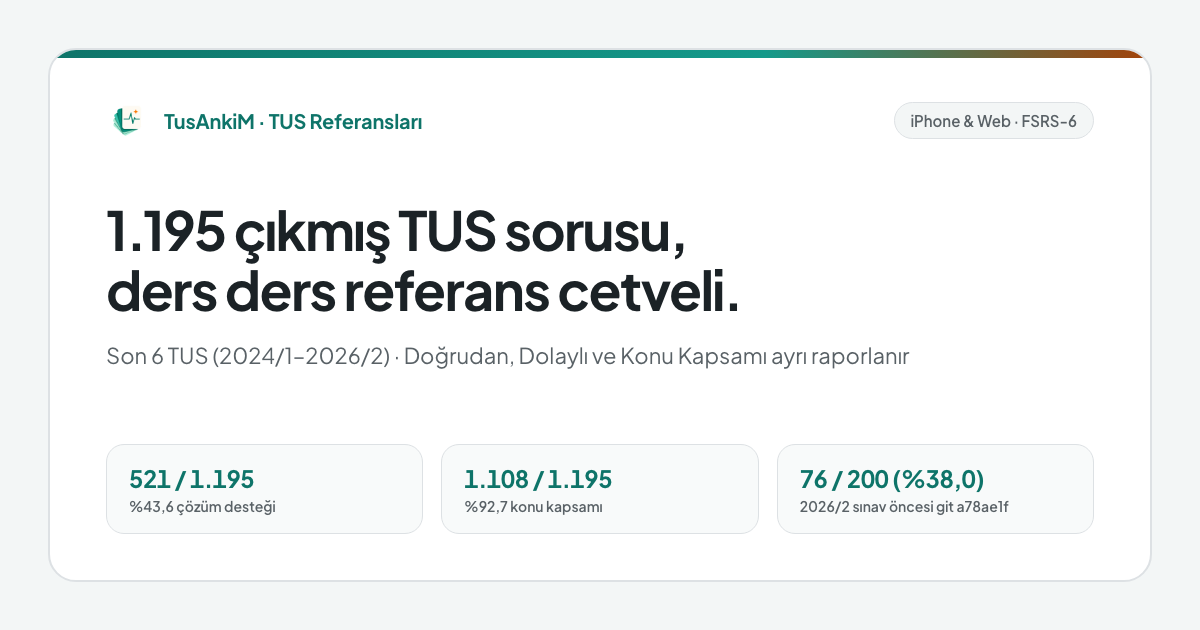 TusAnkiM · TUS Referansları
iPhone & Web · FSRS-6
1.195 çıkmış TUS sorusu,
ders ders referans cetveli.
Son 6 TUS (2024/1–2026/2) · Doğrudan, Dolaylı ve Konu Kapsamı ayrı raporlanır
521 / 1.195
%43,6 çözüm desteği
1.108 / 1.195
%92,7 konu kapsamı
76 / 200 (%38,0)
2026/2 sınav öncesi git a78ae1f